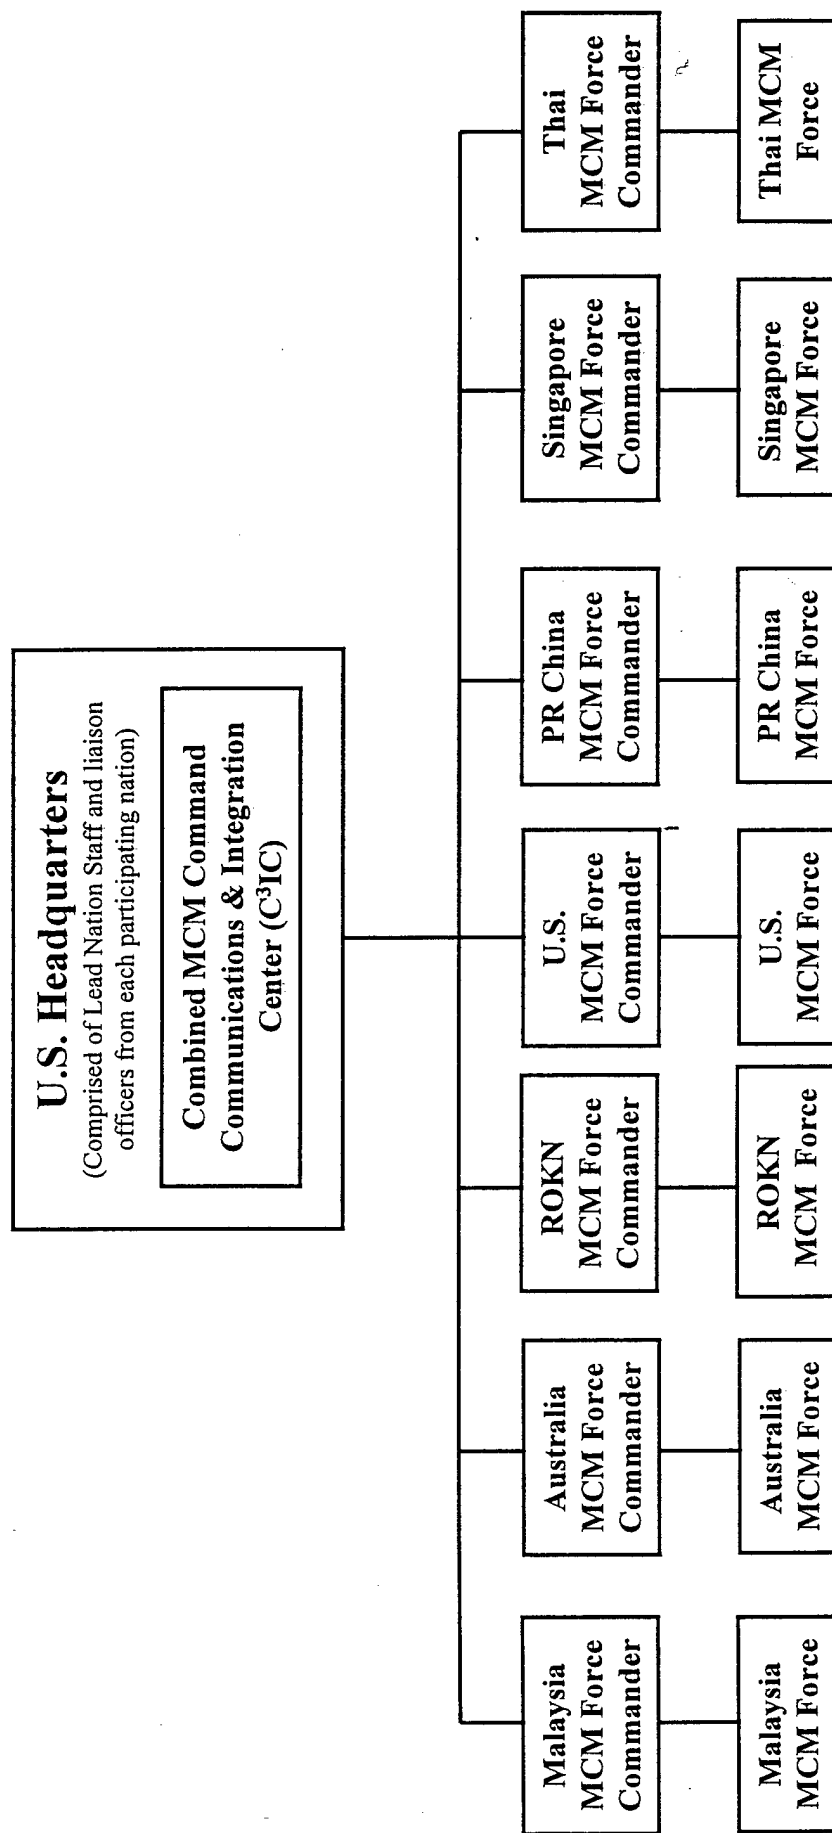 U.S. Headquarters
(Comprised of Lead Nation Staff and liaison
officers from each participating nation)
Combined MCM Command
Communications & Integration
Center (C³IC)
Malaysia
MCM Force
Commander
Australia
MCM Force
Commander
ROKN
MCM Force
Commander
U.S.
MCM Force
Commander
PR China
MCM Force
Commander
Singapore
MCM Force
Commander
Thai
MCM Force
Commander
Malaysia
MCM Force
Australia
MCM Force
ROKN
MCM Force
U.S.
MCM Force
PR China
MCM Force
Singapore
MCM Force
Thai MCM
Force